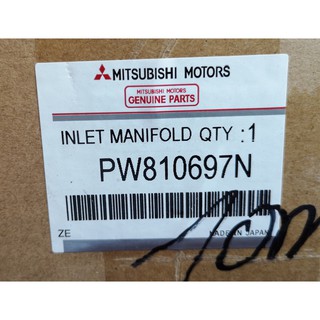 MITSUBISHI MOTORS
MITSUBISHI MOTORS
GENUINE PARTS
INLET MANIFOLD QTY :1
PW810697N
ZE
MADE IN JAPAN